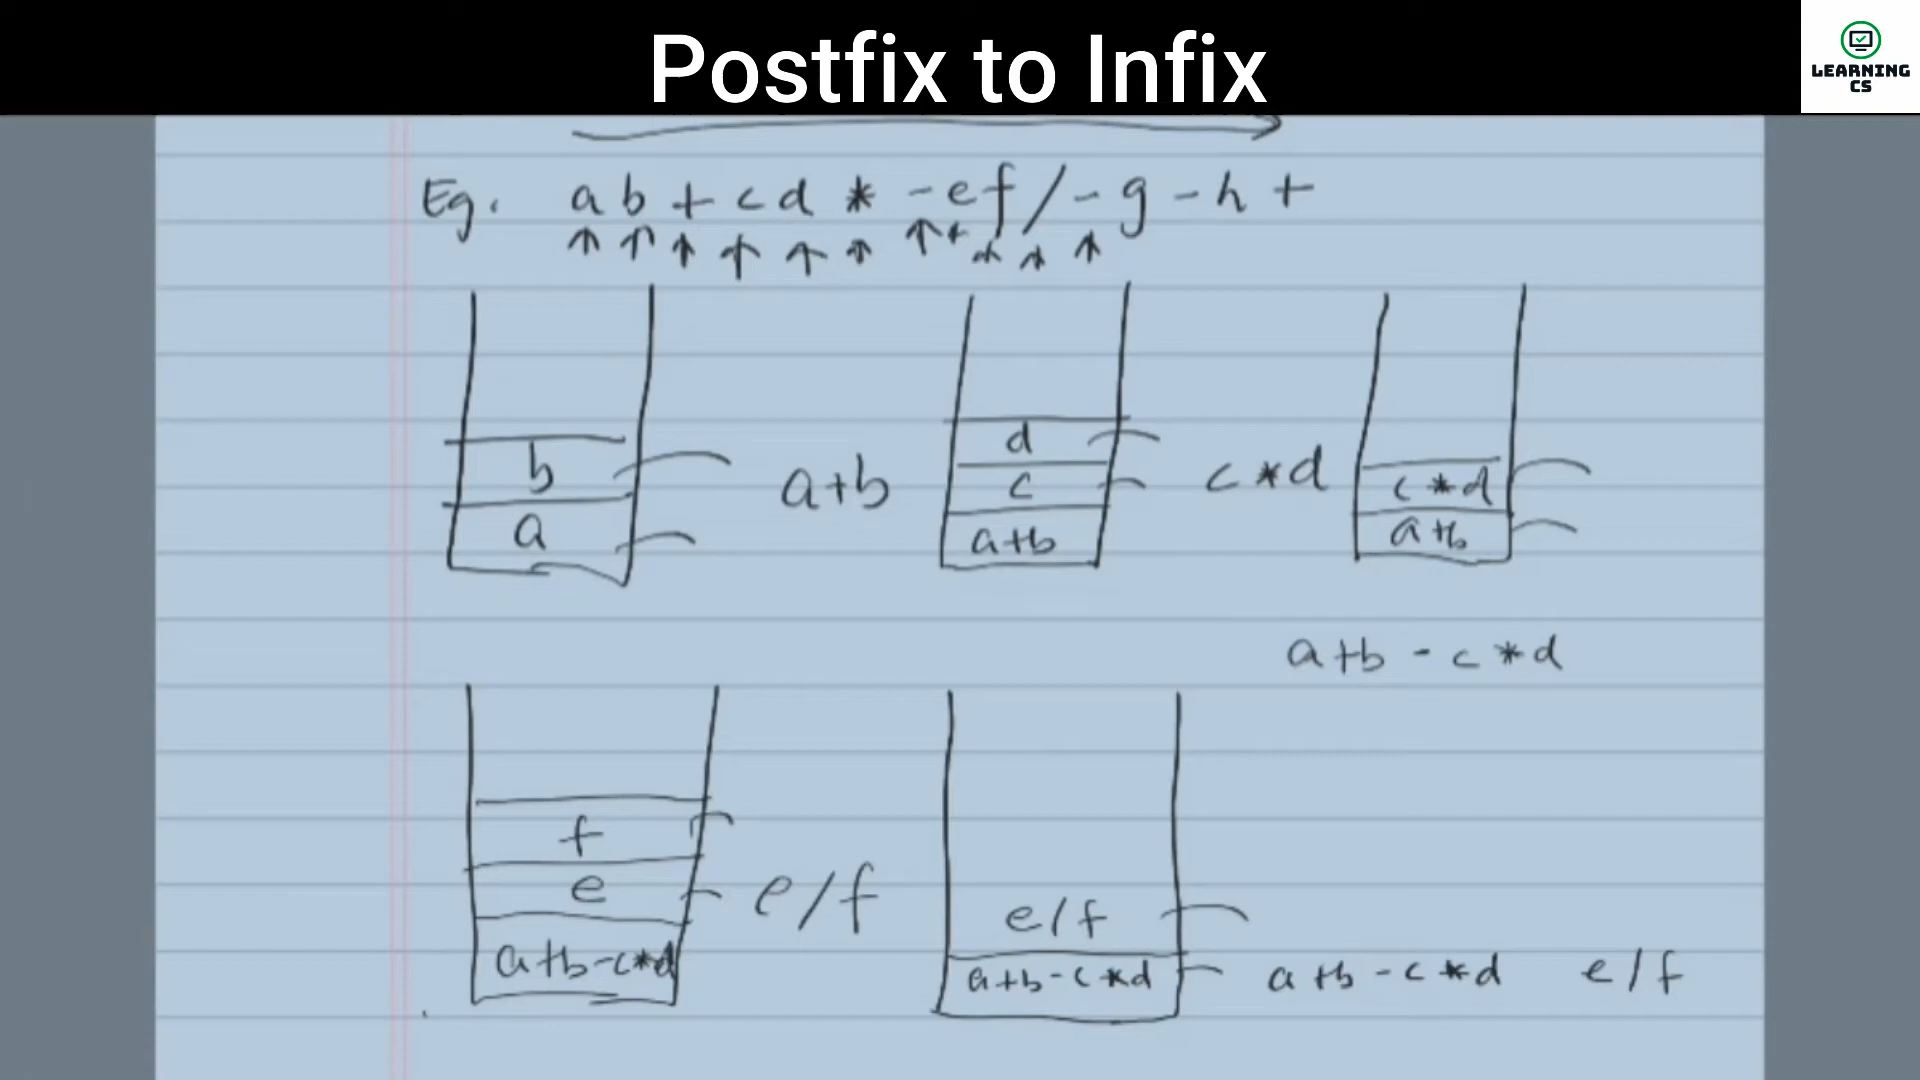 Postfix to Infix
LEARNING
CS
Eg. ab+cd*-ef/-g-h+
b
a
a+b
d
c
a+b
c*d
c*d
a+b
a+b-c*d
f
e
a+b-c*d
e/f
e/f
a+b-c*d
a+b-c*d e/f